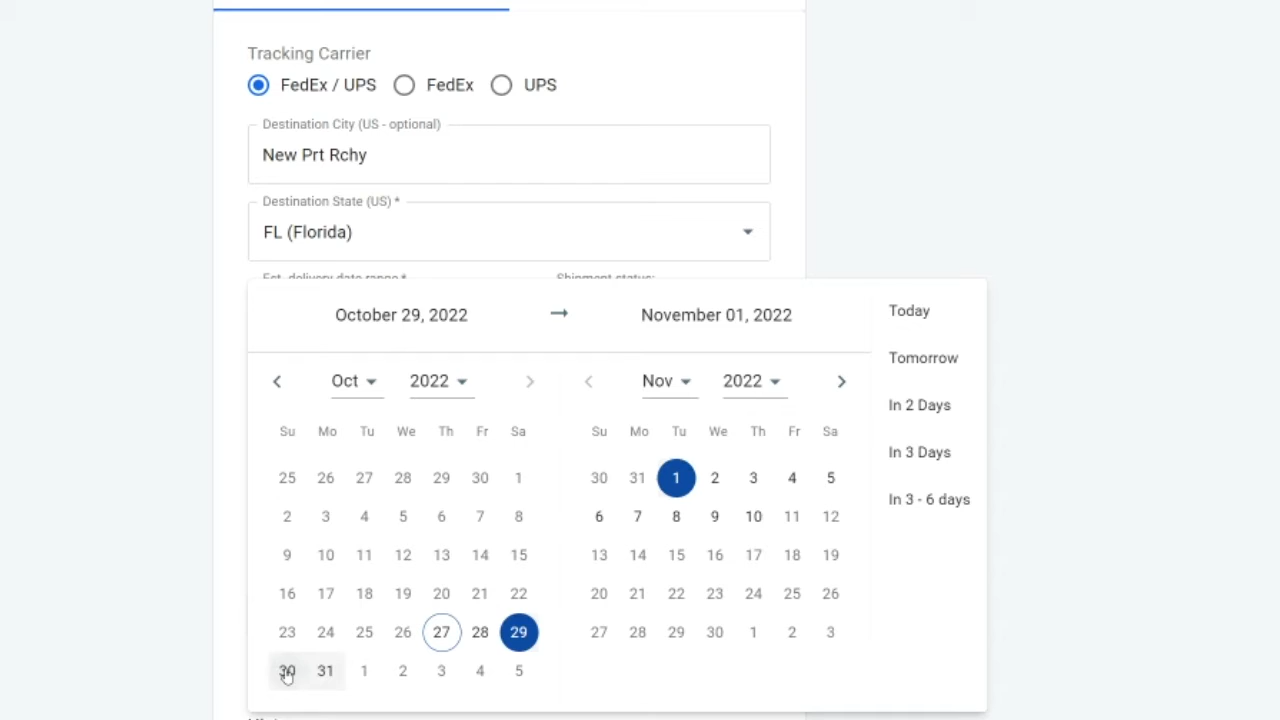 Tracking Carrier
FedEx / UPS FedEx UPS
Destination City (US - optional)
New Prt Rchy
Destination State (US) *
FL (Florida)
Est. delivery date range * Shipment status:
October 29, 2022 → November 01, 2022
Today
Tomorrow
In 2 Days
In 3 Days
In 3 - 6 days
Oct 2022
Su Mo Tu We Th Fr Sa
25 26 27 28 29 30 1
2 3 4 5 6 7 8
9 10 11 12 13 14 15
16 17 18 19 20 21 22
23 24 25 26 27 28 29
30 31 1 2 3 4 5
Nov 2022
Su Mo Tu We Th Fr Sa
30 31 1 2 3 4 5
6 7 8 9 10 11 12
13 14 15 16 17 18 19
20 21 22 23 24 25 26
27 28 29 30 1 2 3